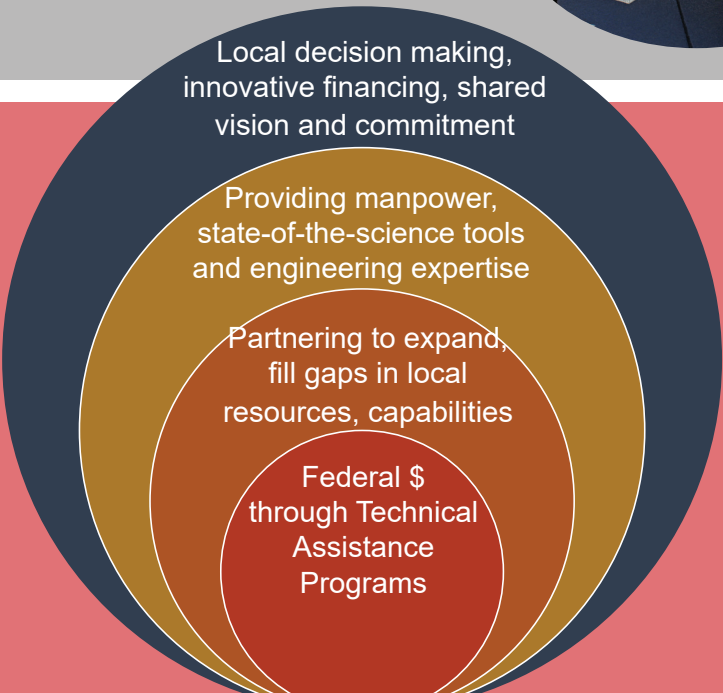 Local decision making,
innovative financing, shared
vision and commitment
Providing manpower,
state-of-the-science tools
and engineering expertise
Partnering to expand,
fill gaps in local
resources, capabilities
Federal $
through Technical
Assistance
Programs